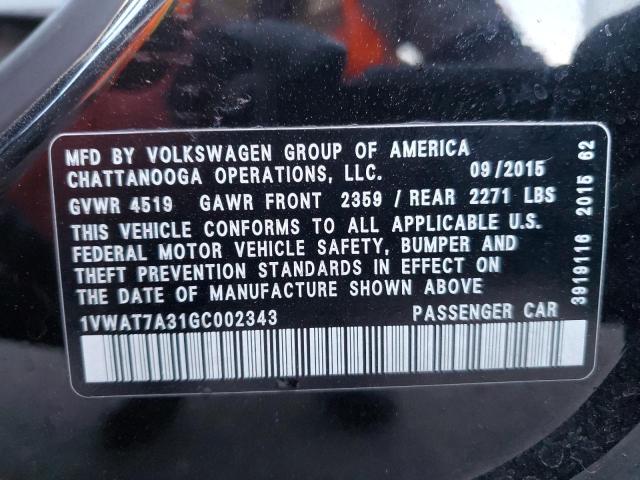 MFD BY VOLKSWAGEN GROUP OF AMERICA
CHATTANOOGA OPERATIONS, LLC. 09/2015
GVWR 4519 GAWR FRONT 2359 / REAR 2271 LBS
THIS VEHICLE CONFORMS TO ALL APPLICABLE U.S.
FEDERAL MOTOR VEHICLE SAFETY, BUMPER AND
THEFT PREVENTION STANDARDS IN EFFECT ON
THE DATE OF MANUFACTURE SHOWN ABOVE
1VWAT7A31GC002343 PASSENGER CAR
3919116 2015 62